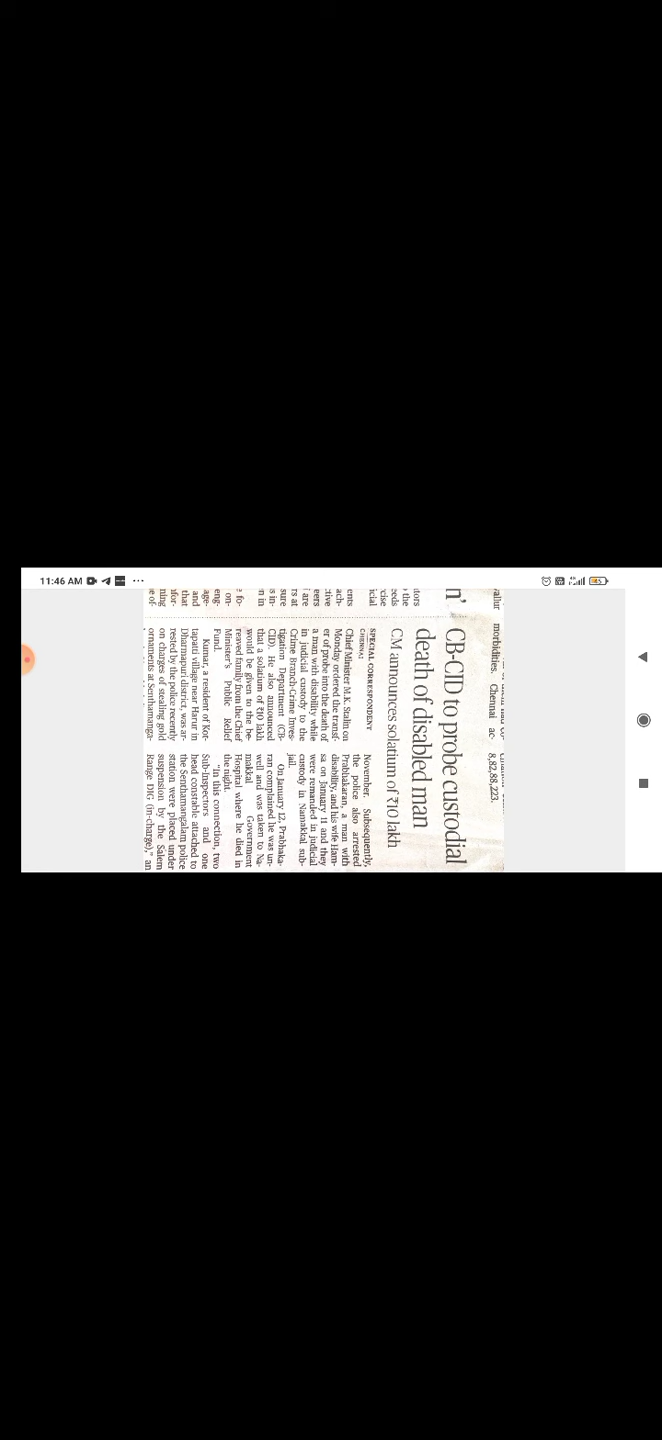 11:46 AM
morbidities. Chennai ac-
8,82,88,223.
CB-CID to probe custodial
death of disabled man
CM announces solatium of ₹10 lakh
SPECIAL CORRESPONDENT
CHENNAI
Chief Minister M.K. Stalin on
Monday ordered the transf-
er of probe into the death of
a man with disability while
in judicial custody to the
Crime Branch-Crime Inves-
tigation Department (CB-
CID). He also announced
that a solatium of ₹10 lakh
would be given to the be-
reaved family from the Chief
Minister's Public Relief
Fund.
Kumar, a resident of
tapatti village near Harur in
Dharmapuri district, was ar-
rested by the police recently
on charges of stealing gold
ornaments at Senthamanga-
November. Subsequently,
the police also arrested
Prabhakaran, a man with
disability, and his wife Ham-
sa on January 11 and they
were remanded in judicial
custody in Namakkal sub-
jail.
On January 12, Prabhaka-
ran complained he was un-
well and was taken to Na-
makkal Government
Hospital where he died in
the night.
"In this connection, two
Sub-Inspectors and one
head constable attached to
the Senthamangalam police
station were placed under
suspension by the Salem
Range DIG (in-charge)," an